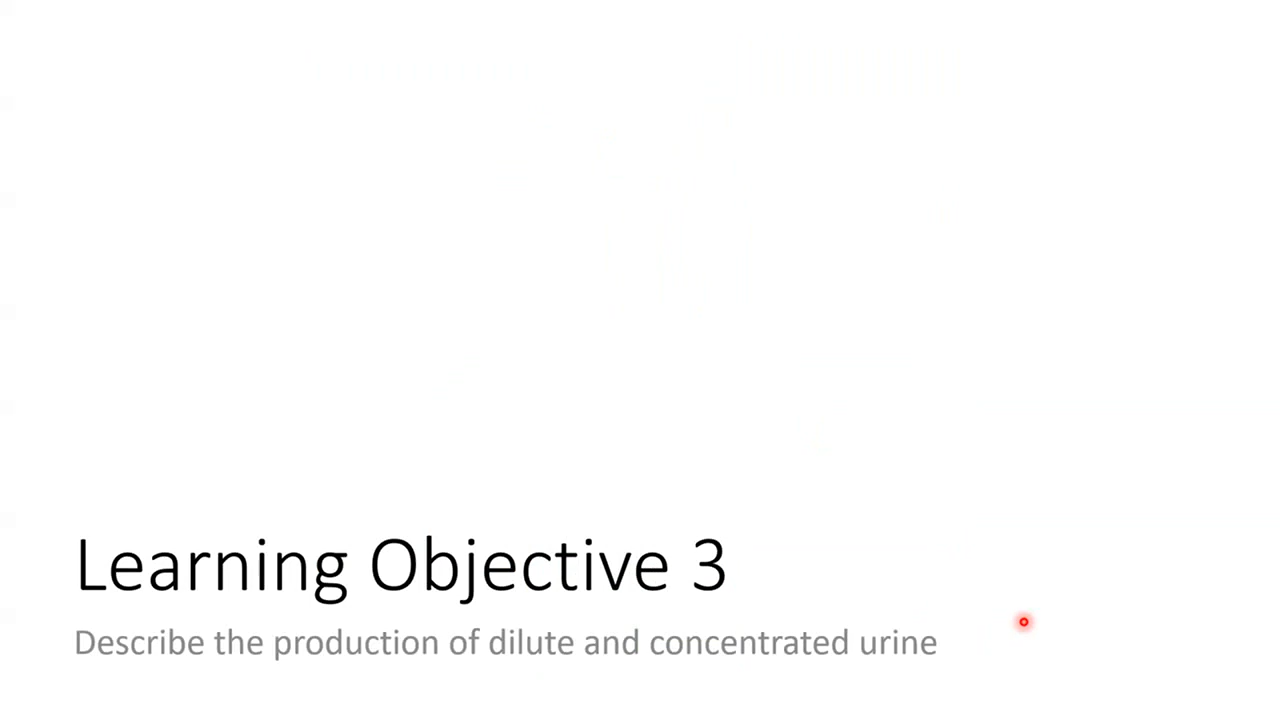 Learning Objective 3
Describe the production of dilute and concentrated urine